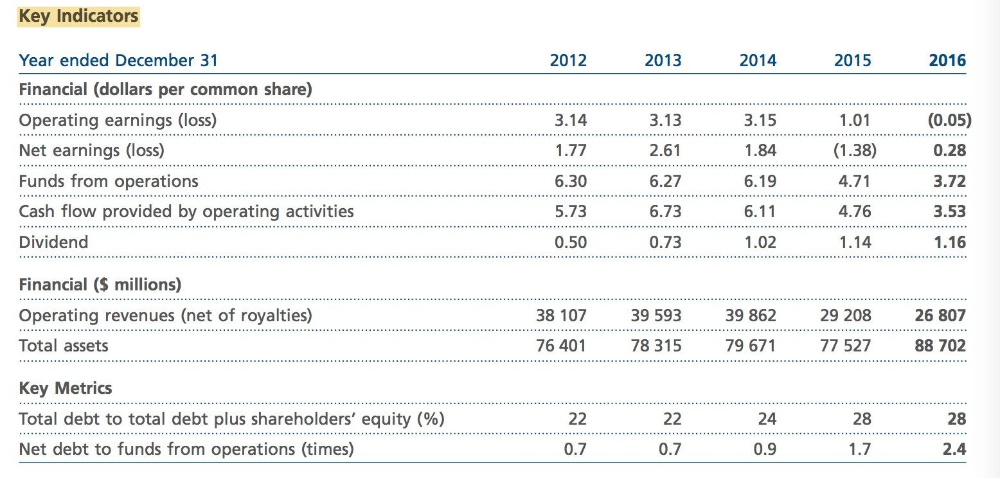 Key Indicators
Year ended December 31 2012 2013 2014 2015 2016
Financial (dollars per common share)
Operating earnings (loss) 3.14 3.13 3.15 1.01 (0.05)
Net earnings (loss) 1.77 2.61 1.84 (1.38) 0.28
Funds from operations 6.30 6.27 6.19 4.71 3.72
Cash flow provided by operating activities 5.73 6.73 6.11 4.76 3.53
Dividend 0.50 0.73 1.02 1.14 1.16
Financial ($ millions)
Operating revenues (net of royalties) 38 107 39 593 39 862 29 208 26 807
Total assets 76 401 78 315 79 671 77 527 88 702
Key Metrics
Total debt to total debt plus shareholders’ equity (%) 22 22 24 28 28
Net debt to funds from operations (times) 0.7 0.7 0.9 1.7 2.4